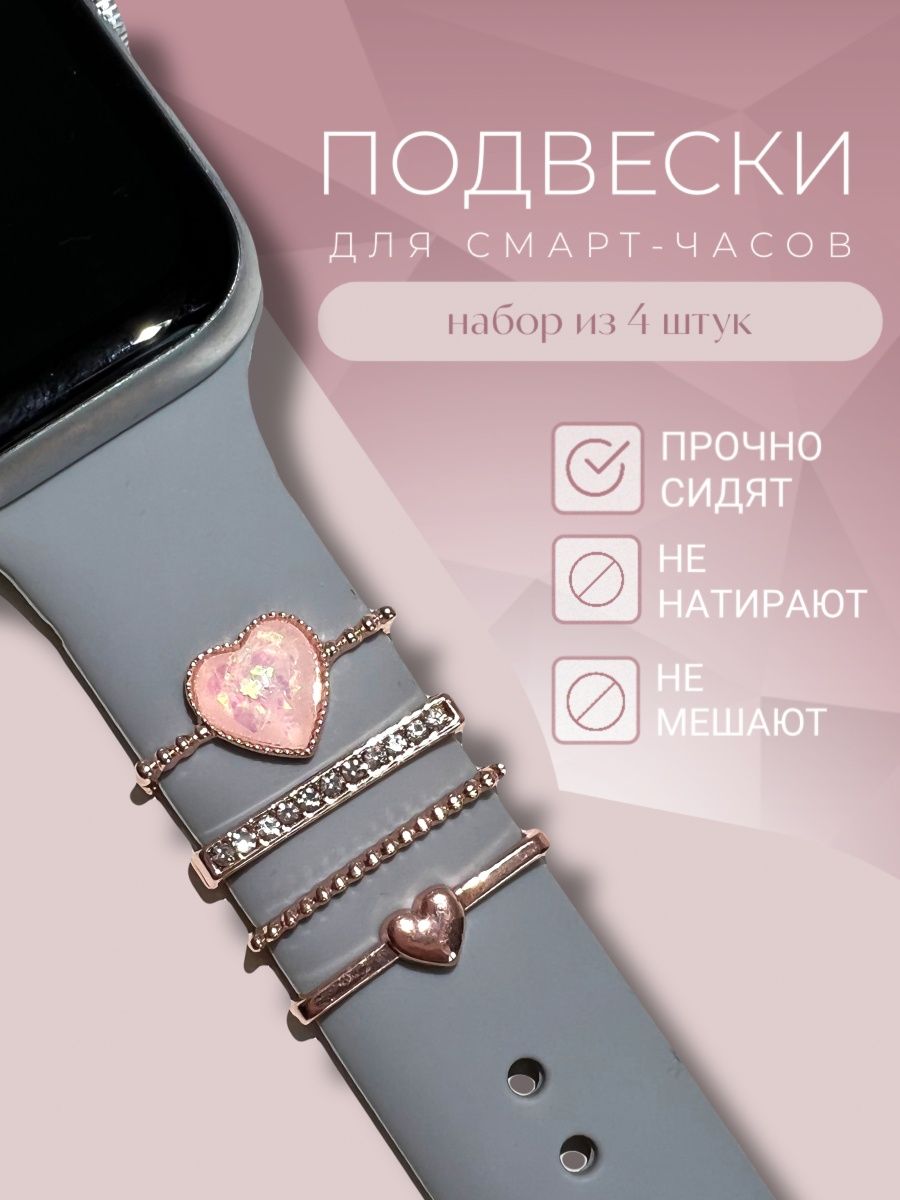 ПОДВЕСКИ
ДЛЯ СМАРТ-ЧАСОВ
набор из 4 штук
ПРОЧНО
СИДЯТ
НЕ
НАТИРАЮТ
НЕ
МЕШАЮТ